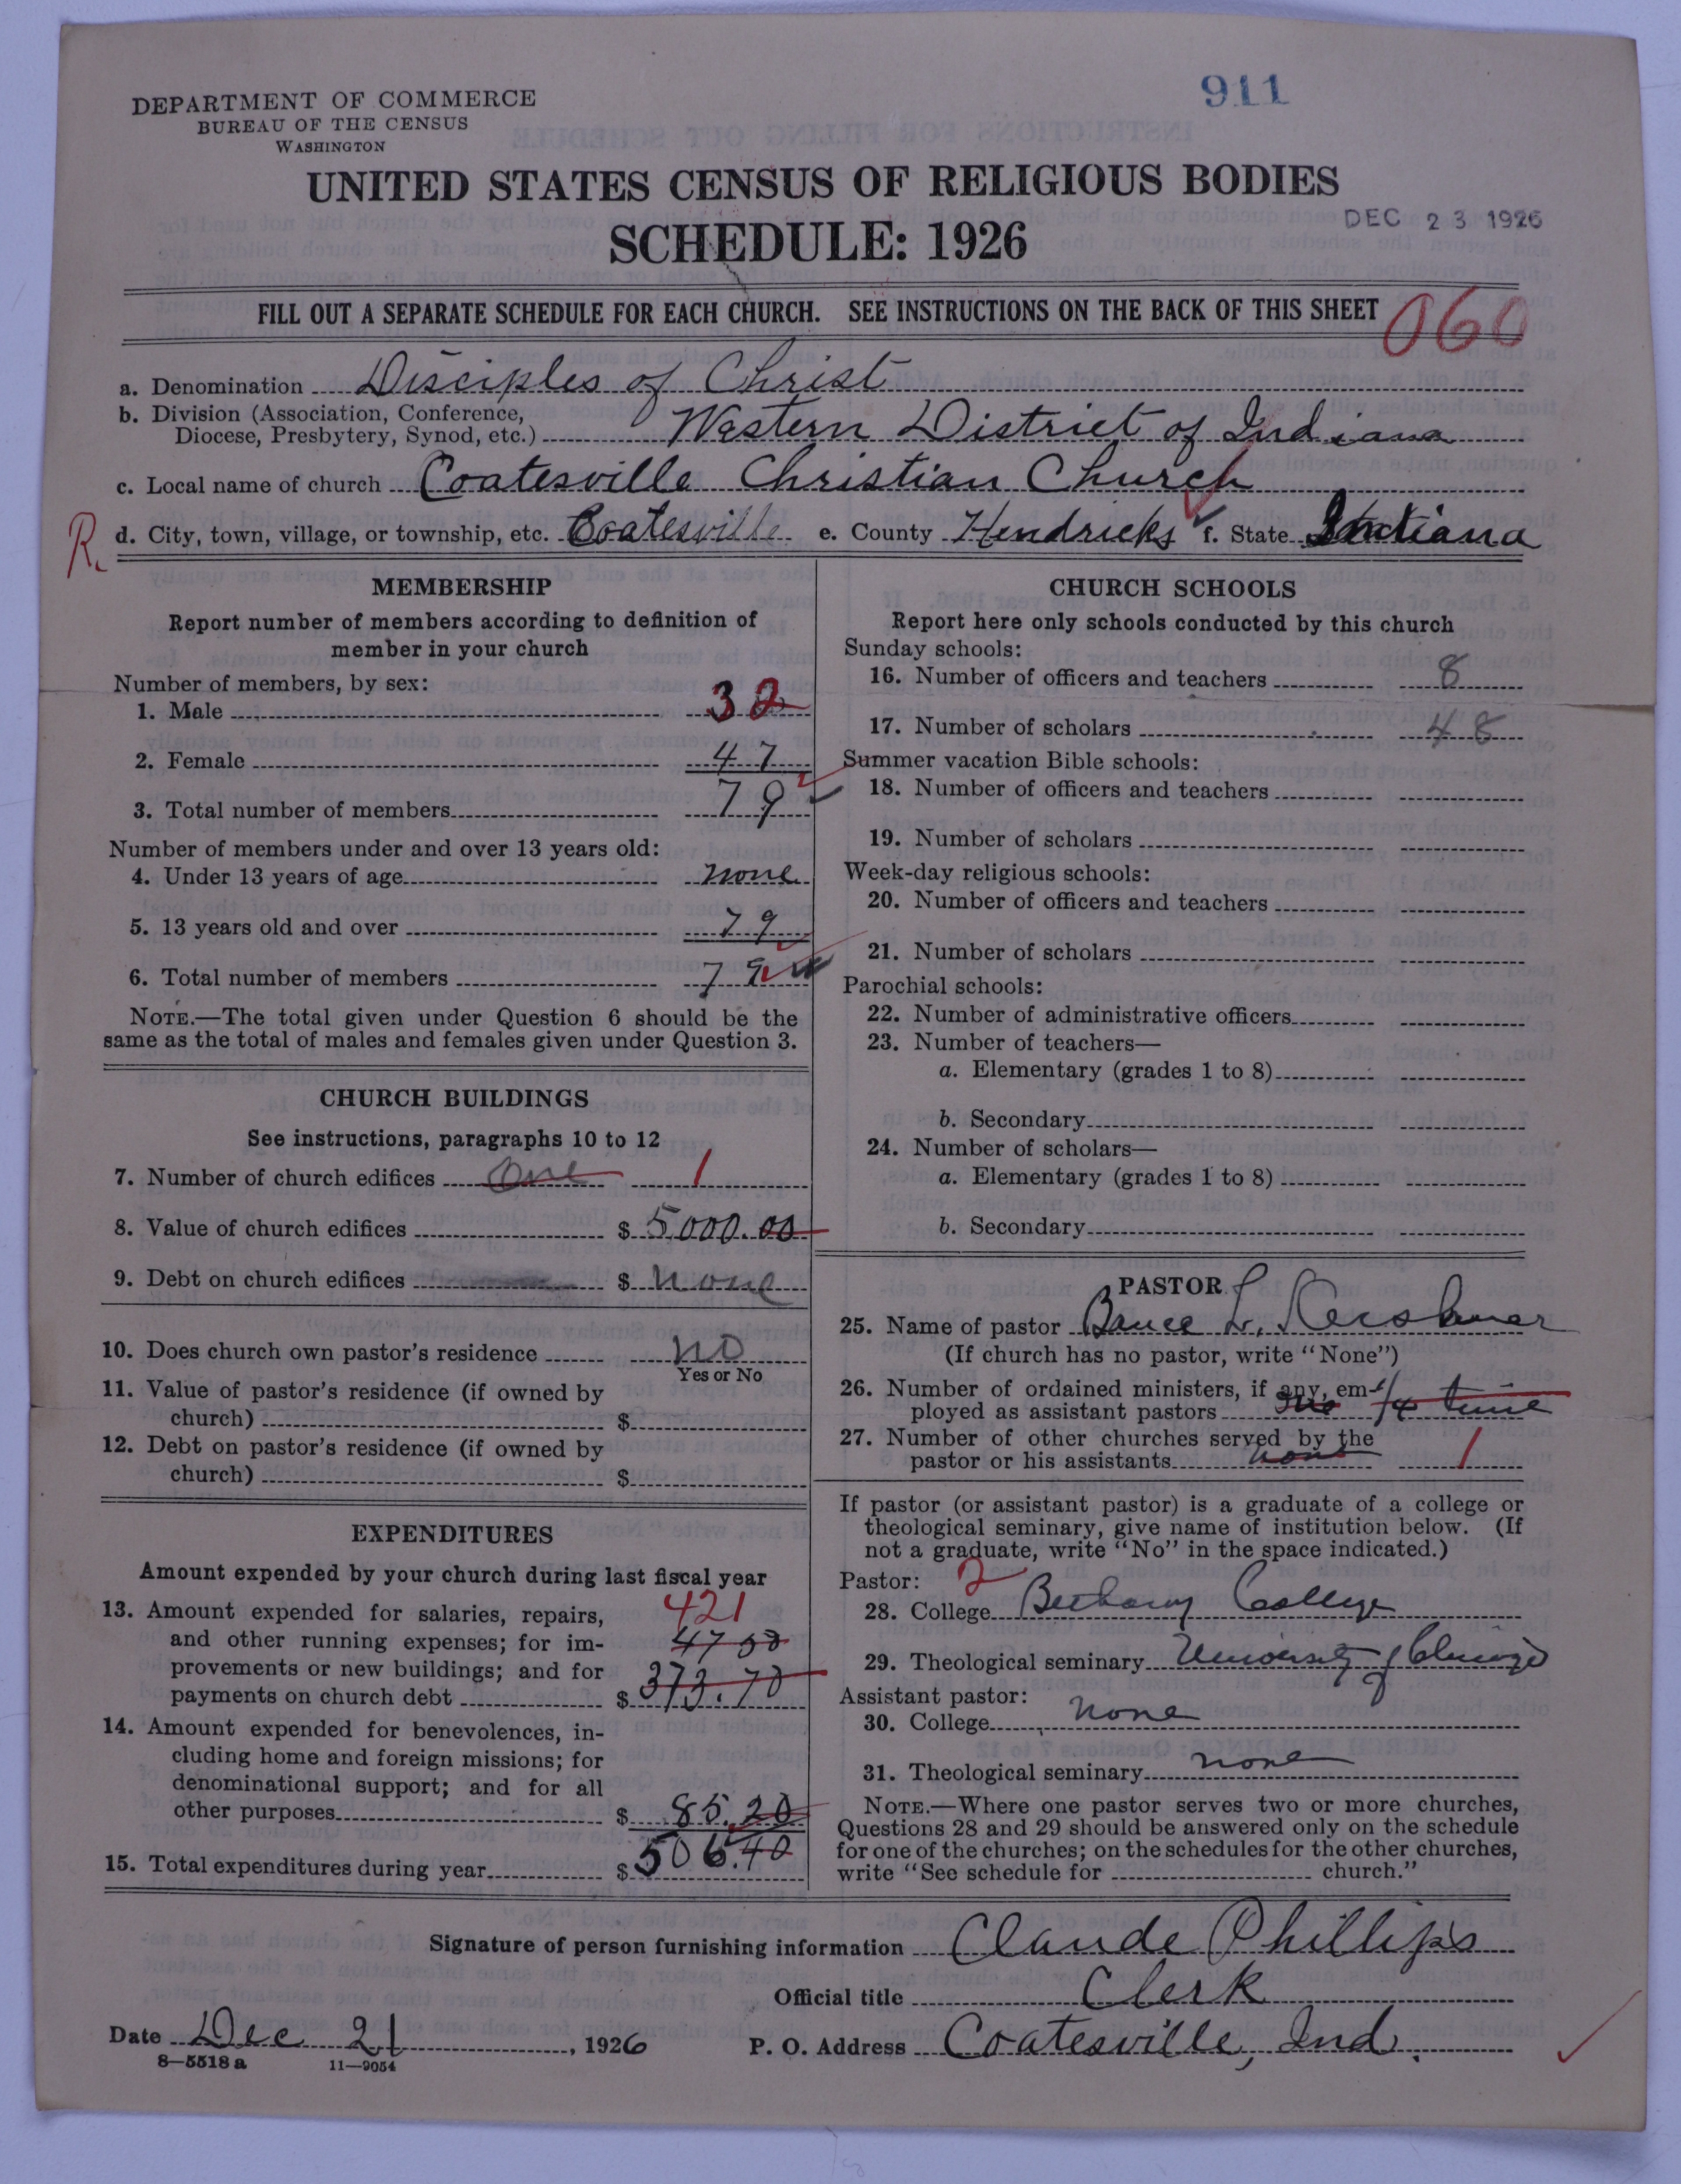 911
DEPARTMENT OF COMMERCE
BUREAU OF THE CENSUS
WASHINGTON
UNITED STATES CENSUS OF RELIGIOUS BODIES
SCHEDULE: 1926
DEC 23 1926
FILL OUT A SEPARATE SCHEDULE FOR EACH CHURCH. SEE INSTRUCTIONS ON THE BACK OF THIS SHEET
060
a. Denomination Disciples of Christ
b. Division (Association, Conference,
Diocese, Presbytery, Synod, etc.) Western District of Indiana
c. Local name of church Coatesville Christian Church
R. d. City, town, village, or township, etc. Coatesville e. County Hendricks f. State Indiana
MEMBERSHIP
Report number of members according to definition of
member in your church
Number of members, by sex:
1. Male 32
2. Female 47
3. Total number of members 79
Number of members under and over 13 years old:
4. Under 13 years of age none
5. 13 years old and over 79
6. Total number of members 79
NOTE.—The total given under Question 6 should be the
same as the total of males and females given under Question 3.
CHURCH BUILDINGS
See instructions, paragraphs 10 to 12
7. Number of church edifices One 1
8. Value of church edifices $ 5000.00
9. Debt on church edifices $ none
10. Does church own pastor's residence no
Yes or No
11. Value of pastor's residence (if owned by
church) $
12. Debt on pastor's residence (if owned by
church) $
EXPENDITURES
Amount expended by your church during last fiscal year
13. Amount expended for salaries, repairs, 421
and other running expenses; for im- 47 50
provements or new buildings; and for
payments on church debt $ 373.70
14. Amount expended for benevolences, in-
cluding home and foreign missions; for
denominational support; and for all
other purposes $ 85.20
15. Total expenditures during year $ 506.40
CHURCH SCHOOLS
Report here only schools conducted by this church
Sunday schools:
16. Number of officers and teachers 8
17. Number of scholars 48
Summer vacation Bible schools:
18. Number of officers and teachers
19. Number of scholars
Week-day religious schools:
20. Number of officers and teachers
21. Number of scholars
Parochial schools:
22. Number of administrative officers
23. Number of teachers—
a. Elementary (grades 1 to 8)
b. Secondary
24. Number of scholars—
a. Elementary (grades 1 to 8)
b. Secondary
PASTOR
25. Name of pastor Bruce L. Kershner
(If church has no pastor, write "None")
26. Number of ordained ministers, if any, em-
ployed as assistant pastors 1/4 time
27. Number of other churches served by the
pastor or his assistants none 1
If pastor (or assistant pastor) is a graduate of a college or
theological seminary, give name of institution below. (If
not a graduate, write "No" in the space indicated.)
Pastor: 2
28. College Bethany College
29. Theological seminary University of Chicago
Assistant pastor:
30. College none
31. Theological seminary none
NOTE.—Where one pastor serves two or more churches,
Questions 28 and 29 should be answered only on the schedule
for one of the churches; on the schedules for the other churches,
write "See schedule for church."
Signature of person furnishing information Claude Phillips
Official title Clerk
Date Dec 21, 1926 P. O. Address Coatesville, Ind.
8—5518a 11—9054